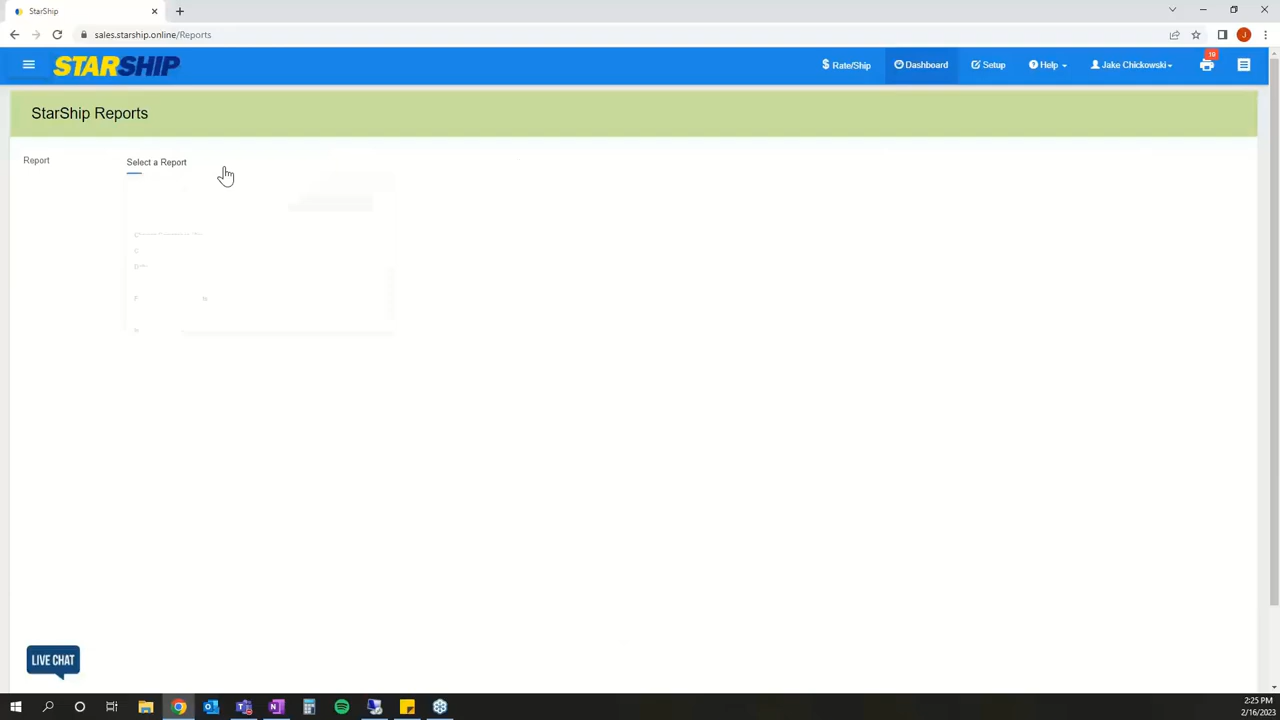 StarShip
sales.starship.online/Reports
J
STARSHIP
Rate/Ship
Dashboard
Setup
Help
Jake Chickowski
19
StarShip Reports
Report
Select a Report
LIVE CHAT
2:25 PM
2/16/2023